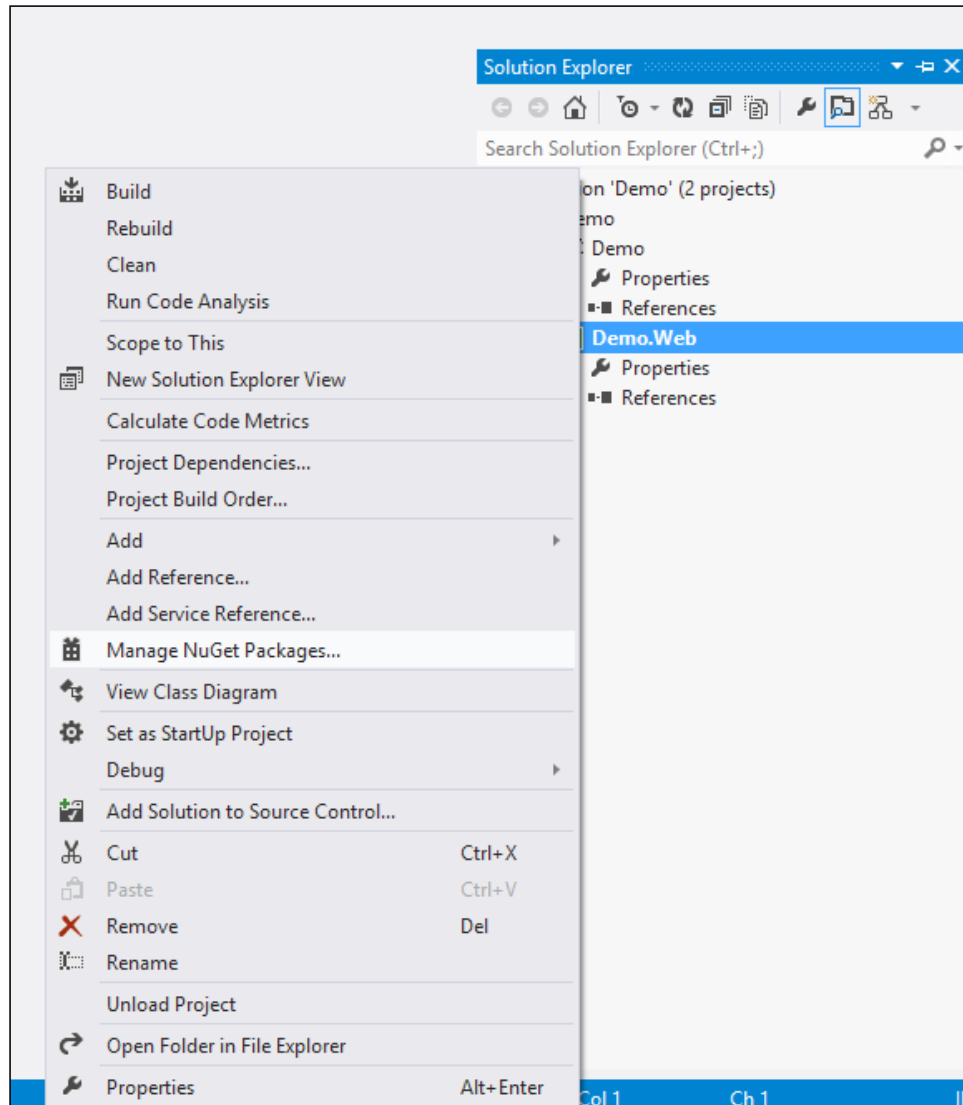 Solution Explorer
Search Solution Explorer (Ctrl+;)
on 'Demo' (2 projects)
emo
Demo
Properties
References
Demo.Web
Properties
References
Build
Rebuild
Clean
Run Code Analysis
Scope to This
New Solution Explorer View
Calculate Code Metrics
Project Dependencies...
Project Build Order...
Add
Add Reference...
Add Service Reference...
Manage NuGet Packages...
View Class Diagram
Set as StartUp Project
Debug
Add Solution to Source Control...
Cut Ctrl+X
Paste Ctrl+V
Remove Del
Rename
Unload Project
Open Folder in File Explorer
Properties Alt+Enter
Col 1 Ch 1